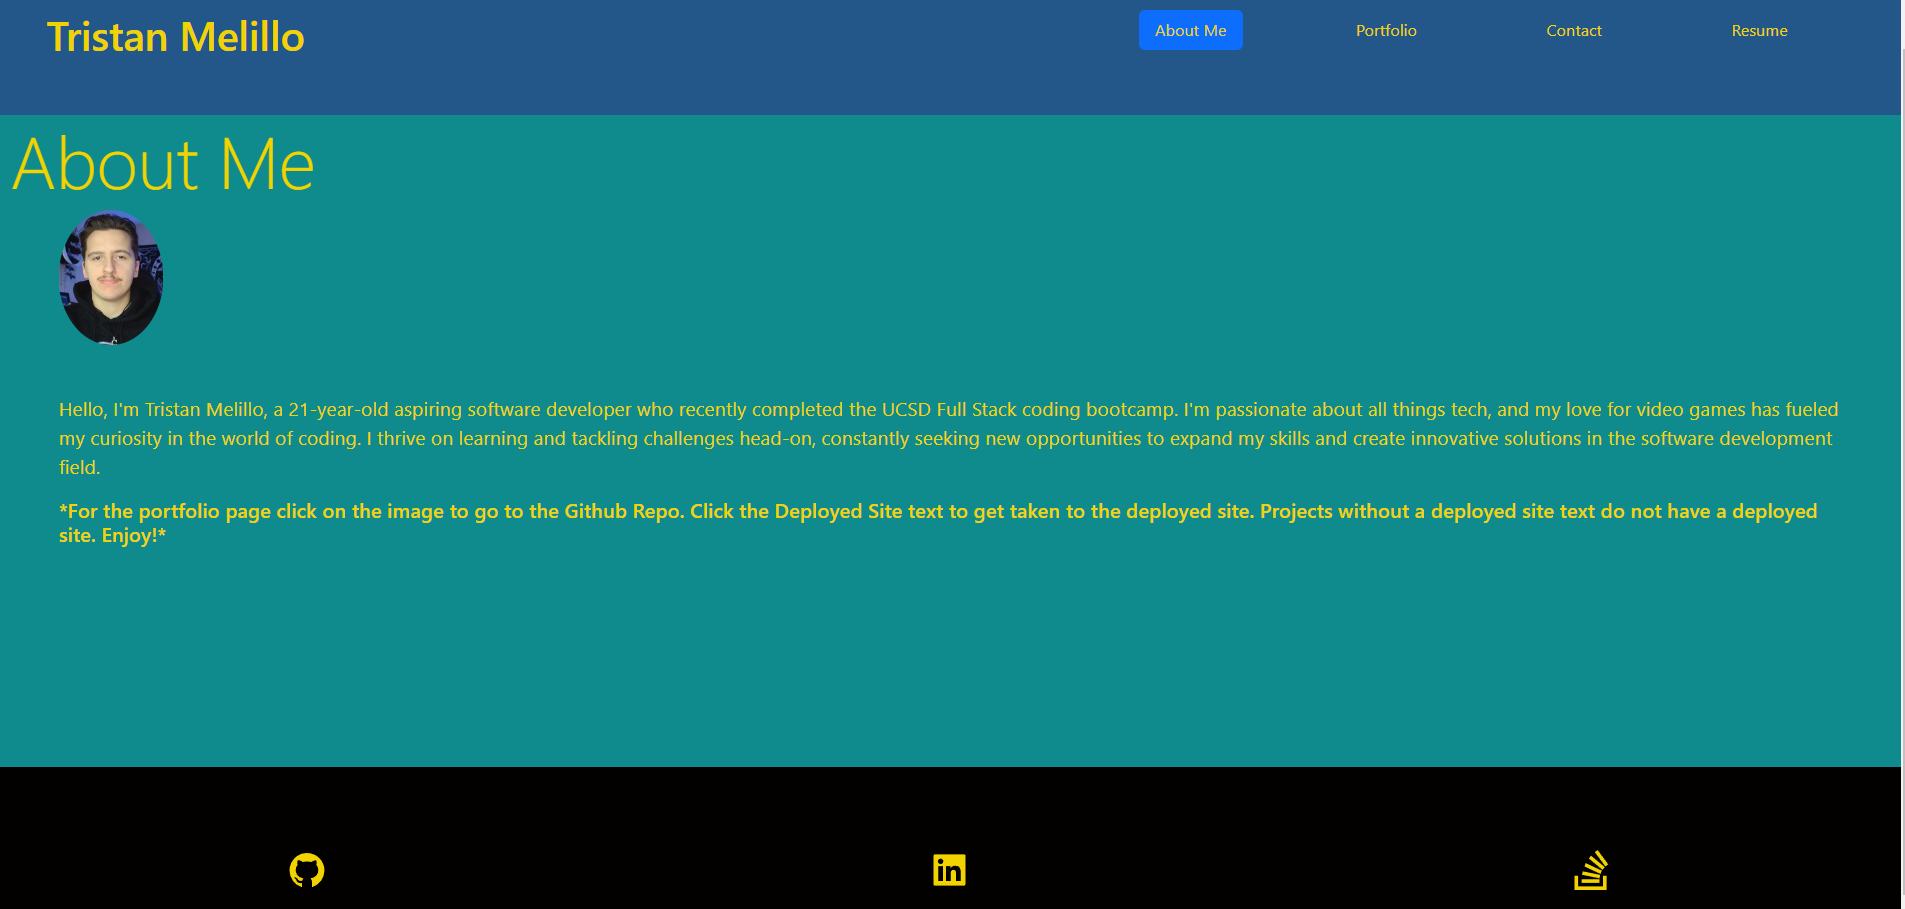 Tristan Melillo
About Me
Portfolio
Contact
Resume
About Me
Hello, I'm Tristan Melillo, a 21-year-old aspiring software developer who recently completed the UCSD Full Stack coding bootcamp. I'm passionate about all things tech, and my love for video games has fueled
my curiosity in the world of coding. I thrive on learning and tackling challenges head-on, constantly seeking new opportunities to expand my skills and create innovative solutions in the software development
field.
*For the portfolio page click on the image to go to the Github Repo. Click the Deployed Site text to get taken to the deployed site. Projects without a deployed site text do not have a deployed
site. Enjoy!*
in